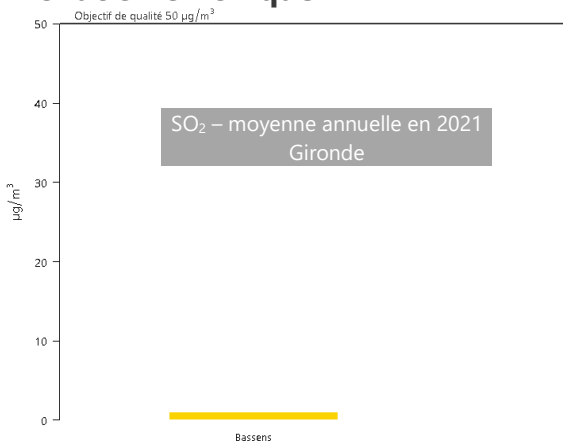 Objectif de qualité 50 µg/m³
50
40
30
20
10
0
µg/m³
SO₂ – moyenne annuelle en 2021
Gironde
Bassens